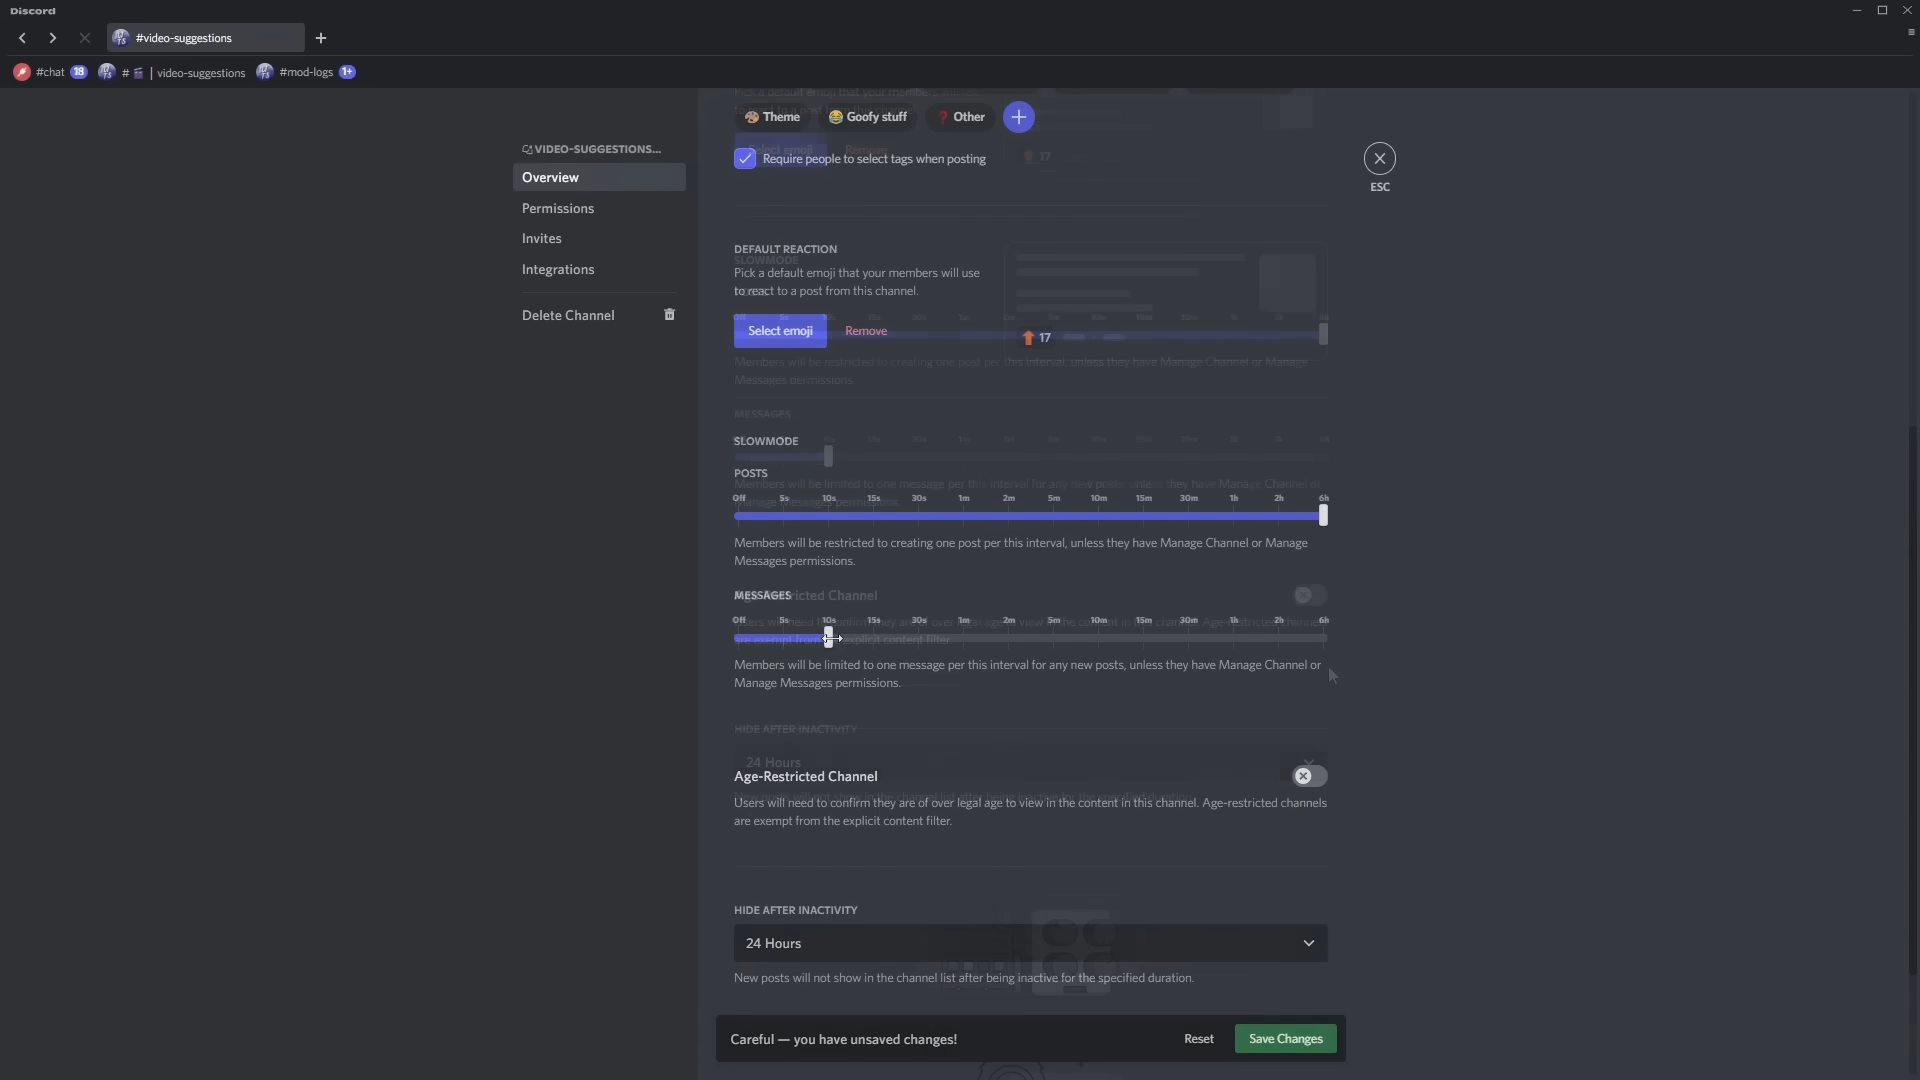 Discord
#video-suggestions
#chat 18 # | video-suggestions #mod-logs 1+
Theme Goofy stuff Other
VIDEO-SUGGESTIONS...
Overview
Permissions
Invites
Integrations
Delete Channel
Require people to select tags when posting
ESC
DEFAULT REACTION
Pick a default emoji that your members will use
to react to a post from this channel.
Select emoji Remove
17
SLOWMODE
POSTS
Off 5s 10s 15s 30s 1m 2m 5m 10m 15m 30m 1h 2h 6h
Members will be restricted to creating one post per this interval, unless they have Manage Channel or Manage
Messages permissions.
MESSAGES
Off 5s 10s 15s 30s 1m 2m 5m 10m 15m 30m 1h 2h 6h
Members will be limited to one message per this interval for any new posts, unless they have Manage Channel or
Manage Messages permissions.
Age-Restricted Channel
Users will need to confirm they are of over legal age to view in the content in this channel. Age-restricted channels
are exempt from the explicit content filter.
HIDE AFTER INACTIVITY
24 Hours
New posts will not show in the channel list after being inactive for the specified duration.
Careful — you have unsaved changes!
Reset
Save Changes